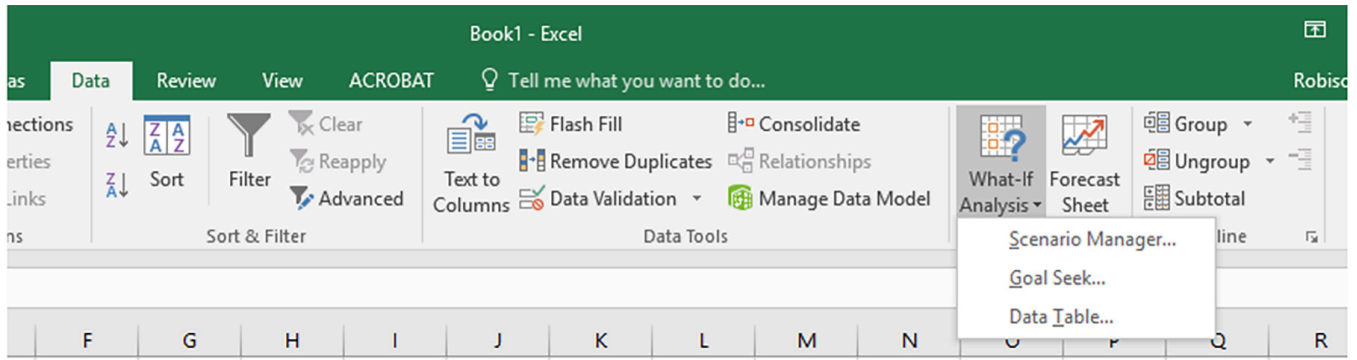 Book1 - Excel
as Data Review View ACROBAT Tell me what you want to do... Robisc
nections
erties
Links
ns
A Z
Z A
Z A A Z
Sort
Filter
Clear
Reapply
Advanced
Sort & Filter
Text to
Columns
Flash Fill
Remove Duplicates
Data Validation
Consolidate
Relationships
Manage Data Model
Data Tools
What-If
Analysis
Forecast
Sheet
Group
Ungroup
Subtotal
line
Scenario Manager...
Goal Seek...
Data Table...
F G H I J K L M N O P Q R